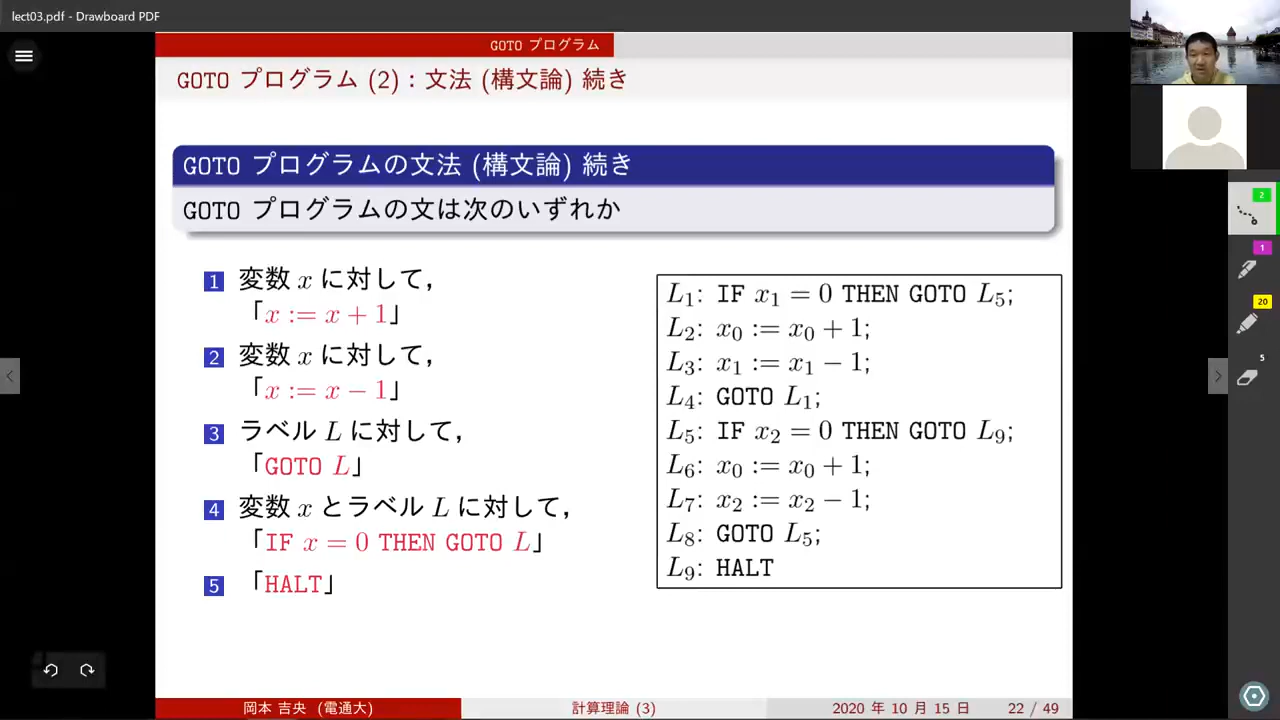 lect03.pdf - Drawboard PDF
GOTO プログラム
GOTO プログラム (2) : 文法 (構文論) 続き
GOTO プログラムの文法 (構文論) 続き
GOTO プログラムの文は次のいずれか
1 変数 x に対して,
「x := x + 1」
2 変数 x に対して,
「x := x − 1」
3 ラベル L に対して,
「GOTO L」
4 変数 x とラベル L に対して,
「IF x = 0 THEN GOTO L」
5 「HALT」
L₁: IF x₁ = 0 THEN GOTO L₅;
L₂: x₀ := x₀ + 1;
L₃: x₁ := x₁ − 1;
L₄: GOTO L₁;
L₅: IF x₂ = 0 THEN GOTO L₉;
L₆: x₀ := x₀ + 1;
L₇: x₂ := x₂ − 1;
L₈: GOTO L₅;
L₉: HALT
2
1
20
5
岡本 吉央 (電通大)
計算理論 (3)
2020 年 10 月 15 日
22 / 49